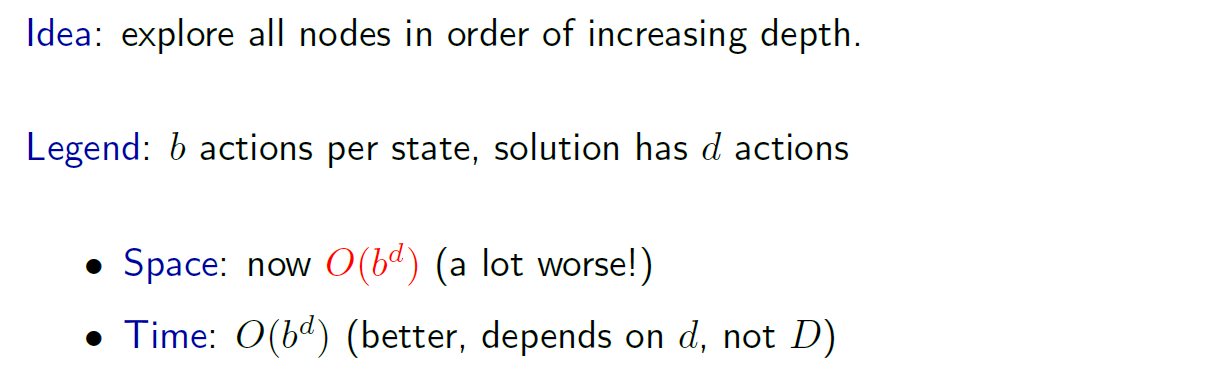 Idea: explore all nodes in order of increasing depth.
Legend: b actions per state, solution has d actions
• Space: now O(b^d) (a lot worse!)
• Time: O(b^d) (better, depends on d, not D)